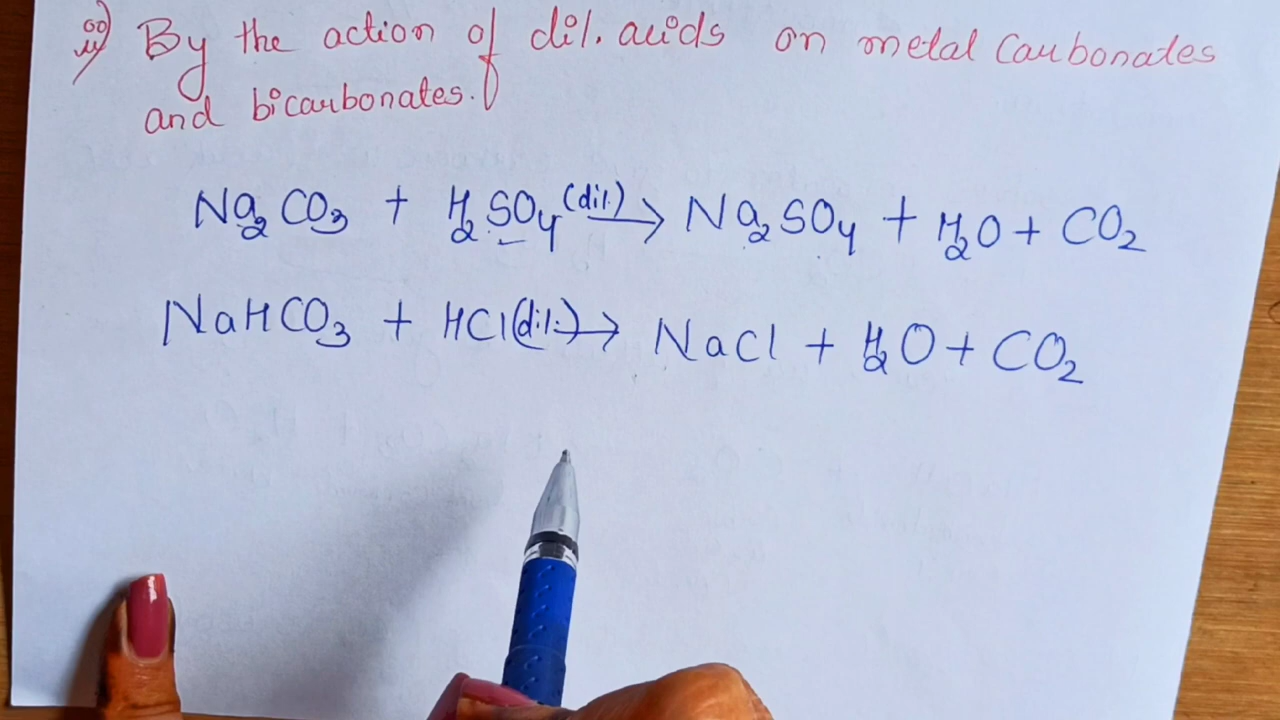 By the action of dil. acids on metal Carbonates
and bicarbonates.
Na₂CO₃ + H₂SO₄ (dil.) → Na₂SO₄ + H₂O + CO₂
NaHCO₃ + HCl (dil.) → NaCl + H₂O + CO₂